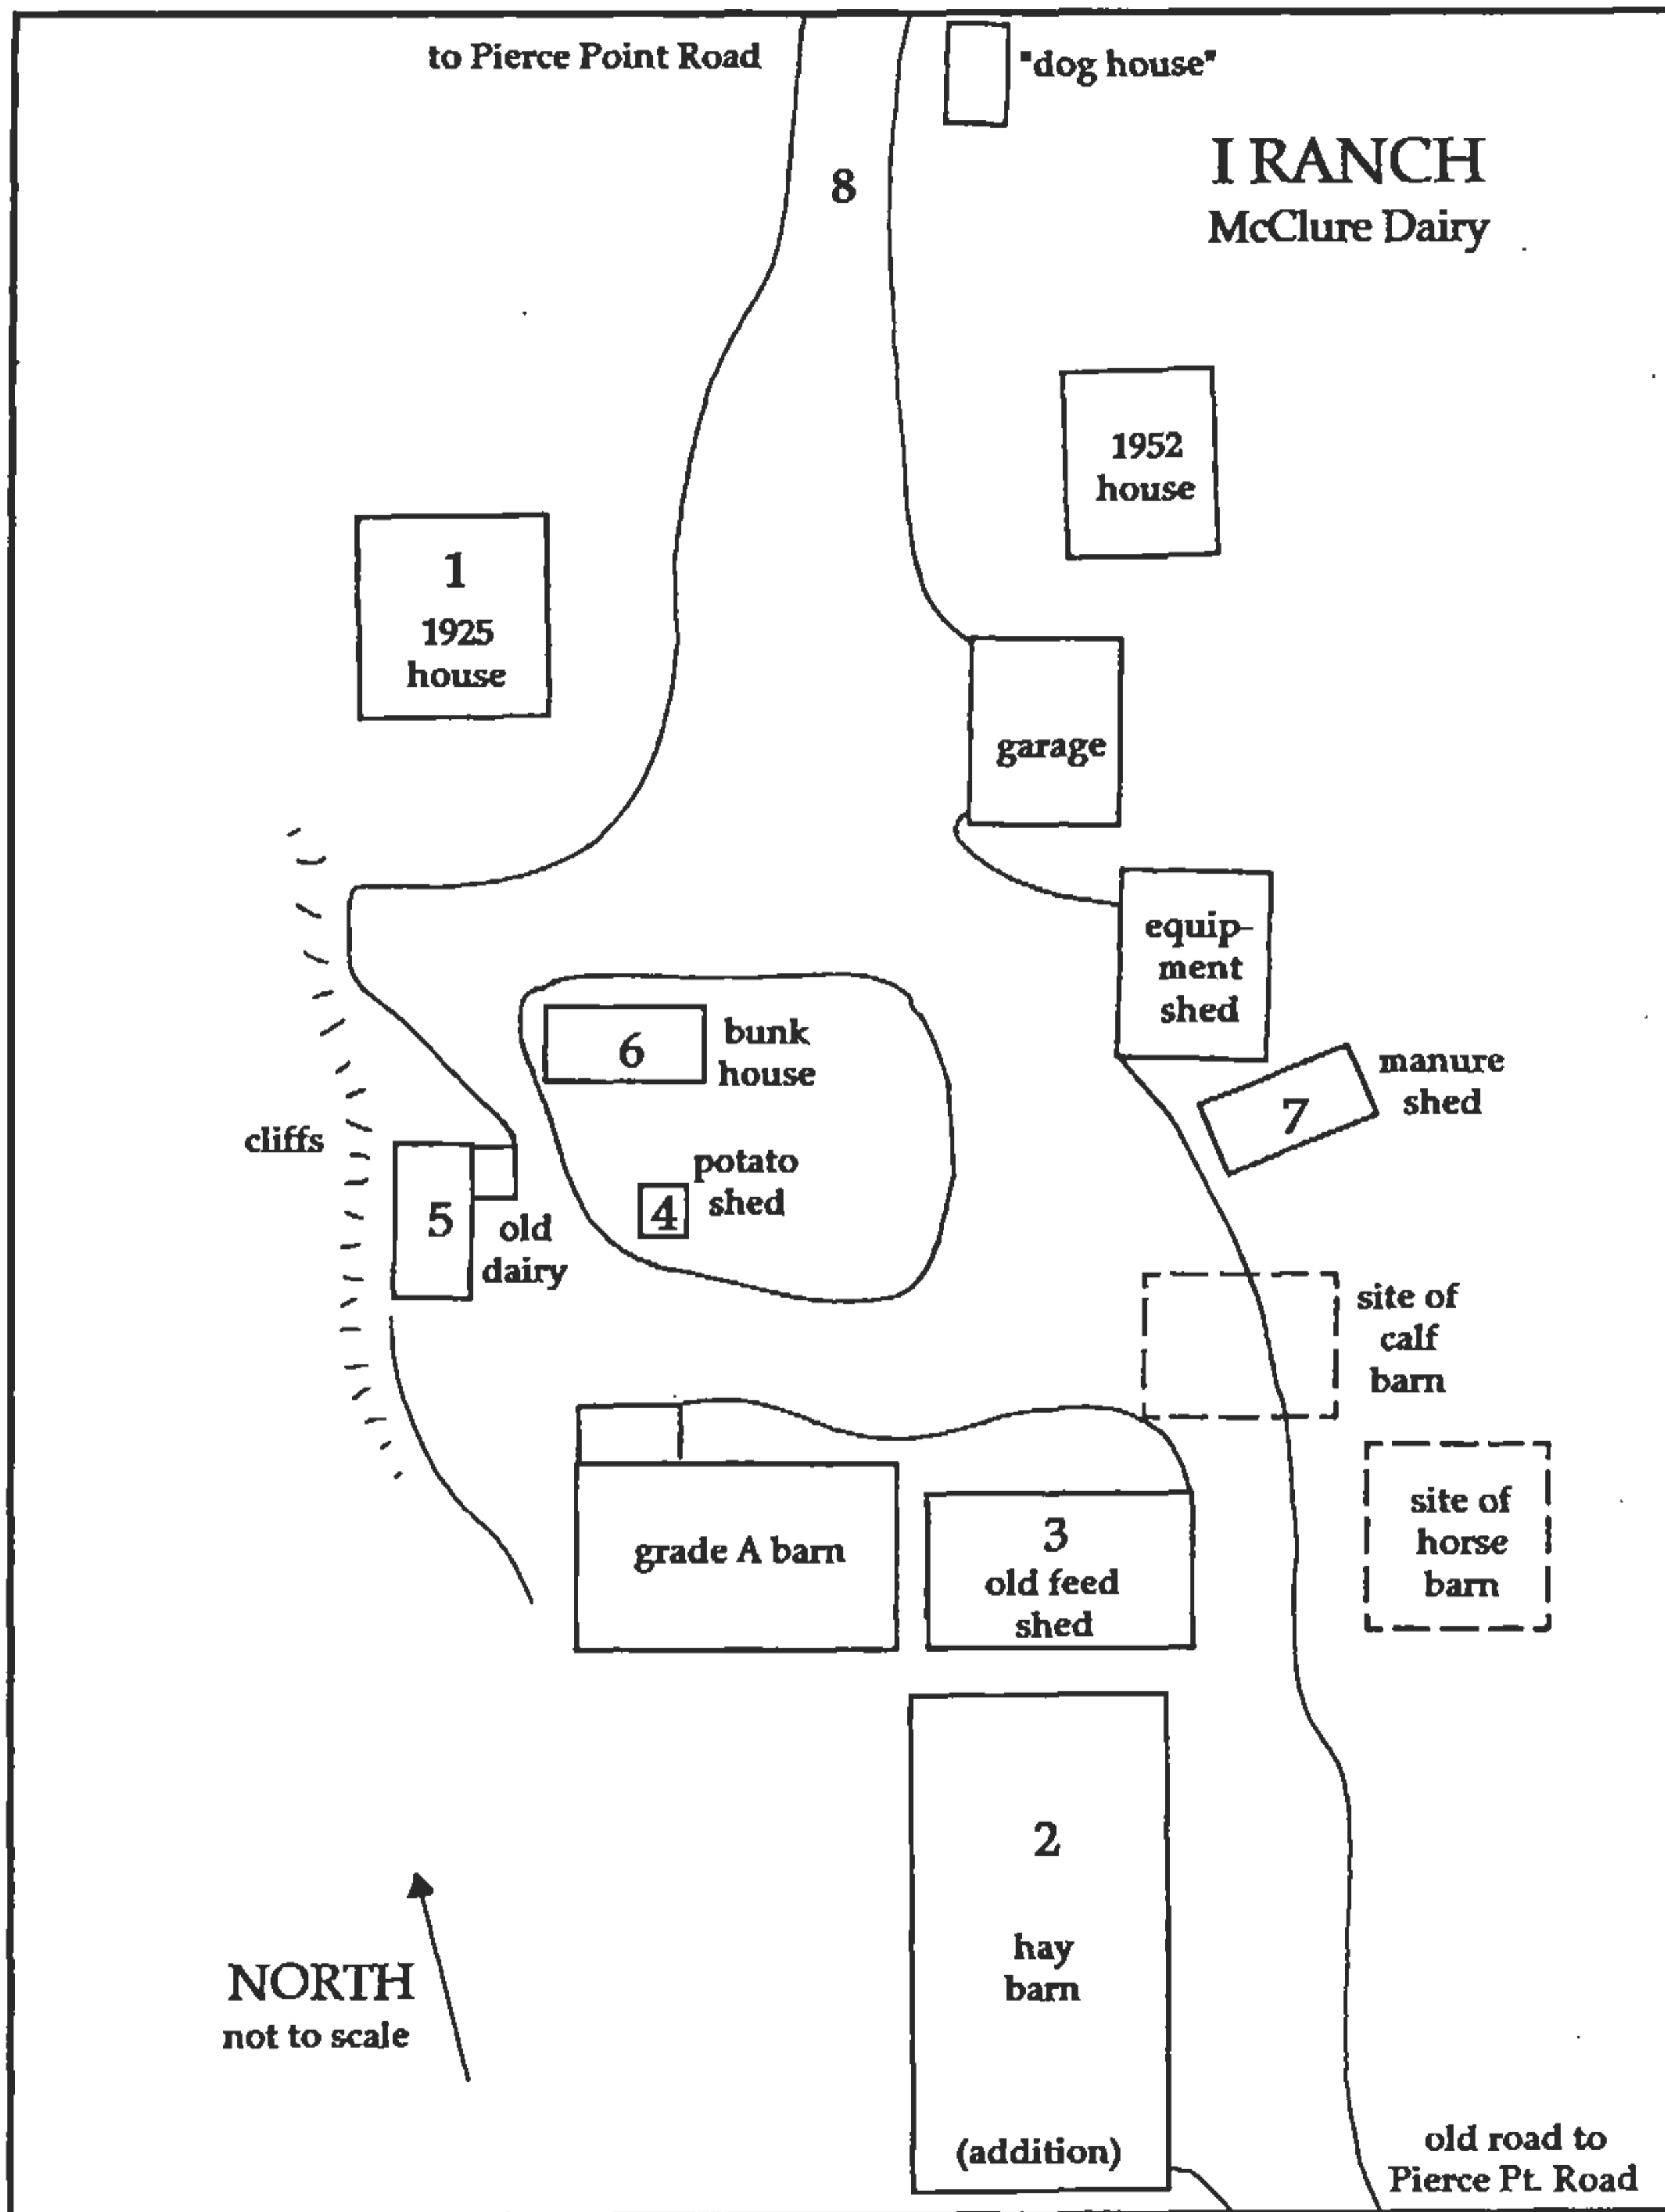 to Pierce Point Road
"dog house"
I RANCH
McClure Dairy
8
1952
house
1
1925
house
garage
equip-
ment
shed
6
bunk
house
manure
shed
7
cliffs
potato
shed
4
5
old
dairy
site of
calf
barn
grade A barn
3
old feed
shed
site of
horse
barn
2
hay
barn
(addition)
NORTH
not to scale
old road to
Pierce Pt. Road